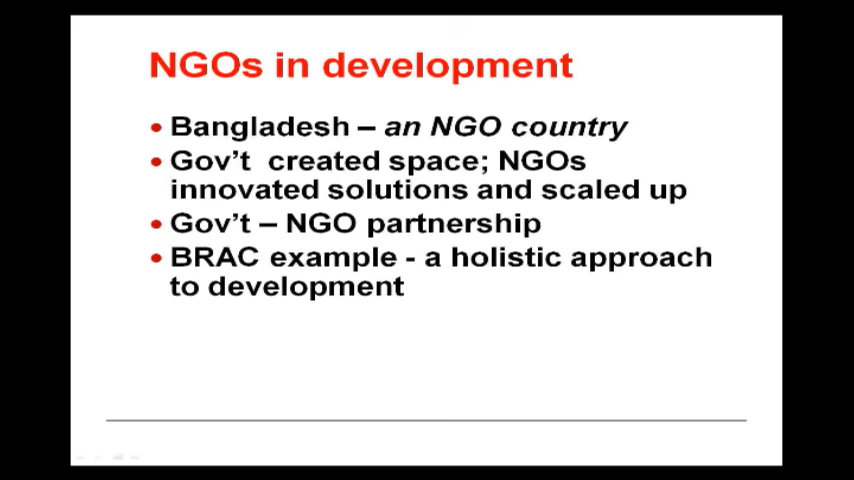 NGOs in development
• Bangladesh – an NGO country
• Gov't created space; NGOs
innovated solutions and scaled up
• Gov't – NGO partnership
• BRAC example - a holistic approach
to development